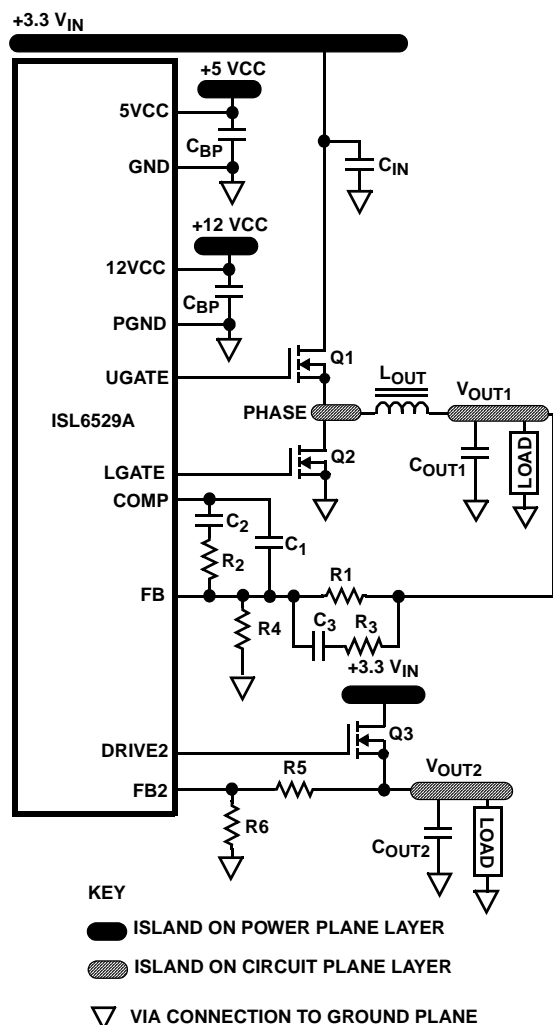 +3.3 VIN
+5 VCC
5VCC
CBP
GND
CIN
+12 VCC
12VCC
CBP
PGND
Q1
UGATE
LOUT
VOUT1
PHASE
ISL6529A
Q2
COUT1
LOAD
LGATE
COMP
C2
C1
R2
R1
FB
C3
R3
R4
+3.3 VIN
Q3
DRIVE2
VOUT2
R5
FB2
R6
COUT2
LOAD
KEY
ISLAND ON POWER PLANE LAYER
ISLAND ON CIRCUIT PLANE LAYER
VIA CONNECTION TO GROUND PLANE